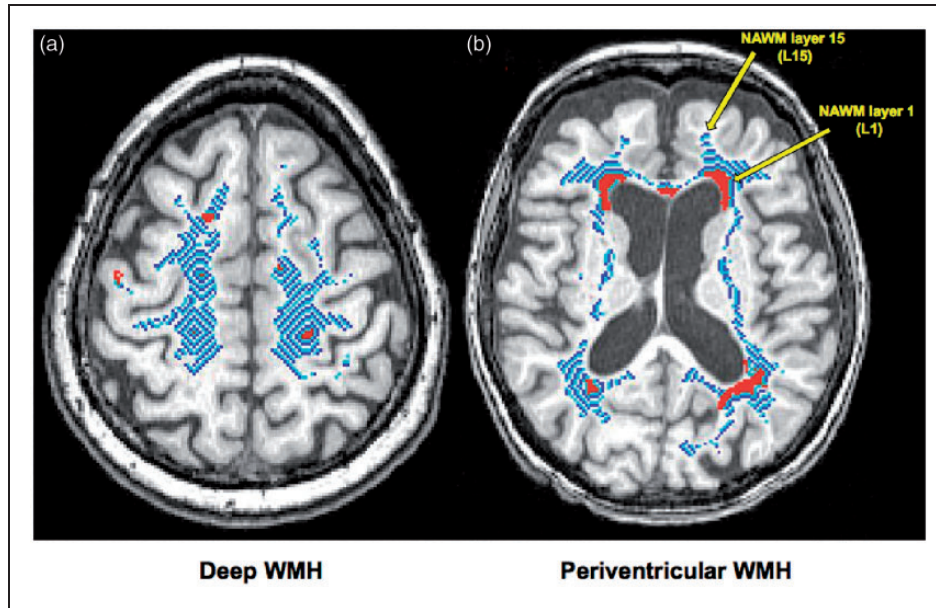 (a)
(b)
NAWM layer 15
(L15)
NAWM layer 1
(L1)
Deep WMH
Periventricular WMH